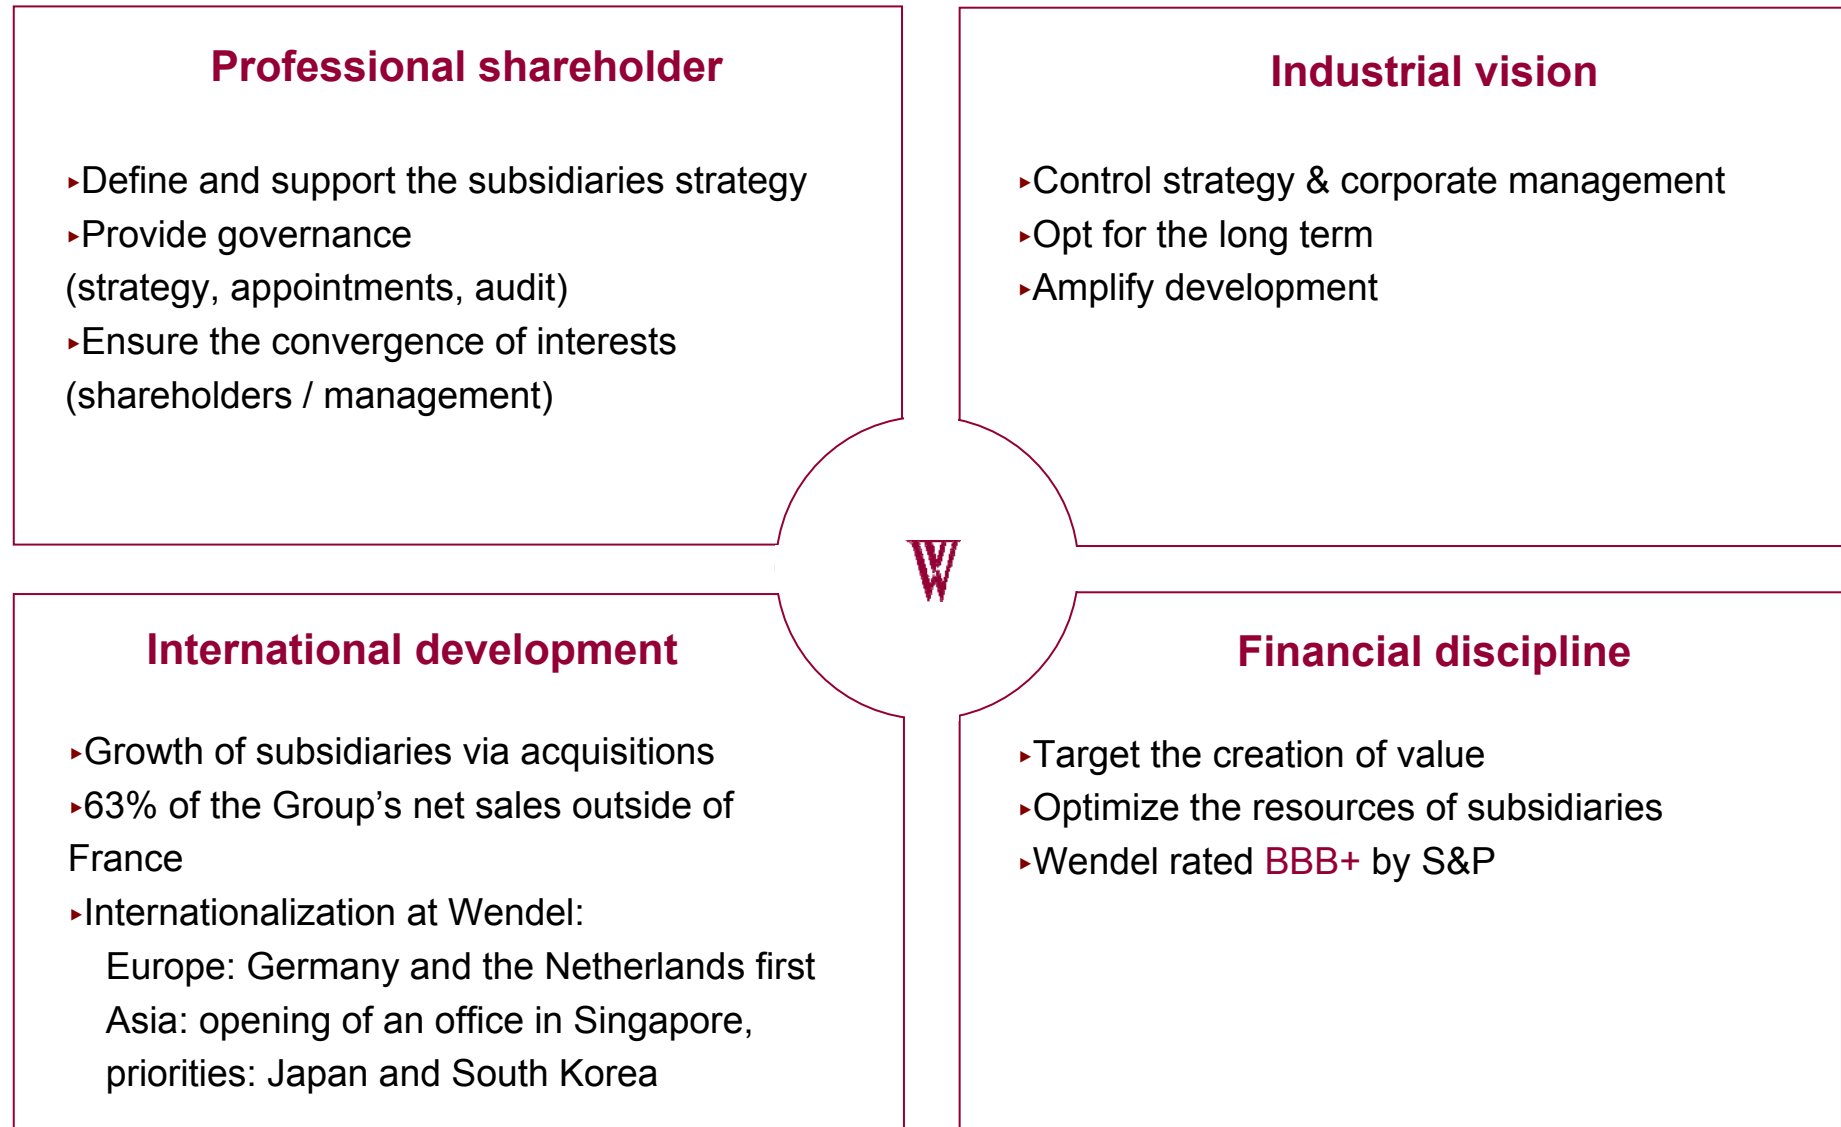 Professional shareholder
▸Define and support the subsidiaries strategy
▸Provide governance
(strategy, appointments, audit)
▸Ensure the convergence of interests
(shareholders / management)
Industrial vision
▸Control strategy & corporate management
▸Opt for the long term
▸Amplify development
W
International development
▸Growth of subsidiaries via acquisitions
▸63% of the Group’s net sales outside of
France
▸Internationalization at Wendel:
Europe: Germany and the Netherlands first
Asia: opening of an office in Singapore,
priorities: Japan and South Korea
Financial discipline
▸Target the creation of value
▸Optimize the resources of subsidiaries
▸Wendel rated BBB+ by S&P